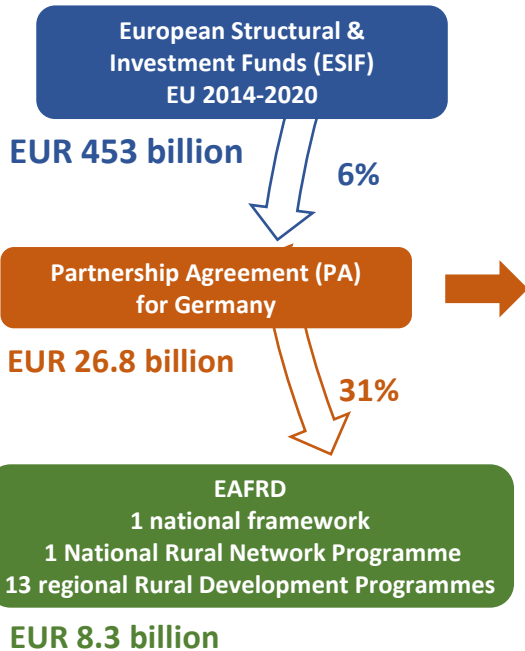 European Structural &
Investment Funds (ESIF)
EU 2014-2020
EUR 453 billion
6%
Partnership Agreement (PA)
for Germany
EUR 26.8 billion
31%
EAFRD
1 national framework
1 National Rural Network Programme
13 regional Rural Development Programmes
EUR 8.3 billion